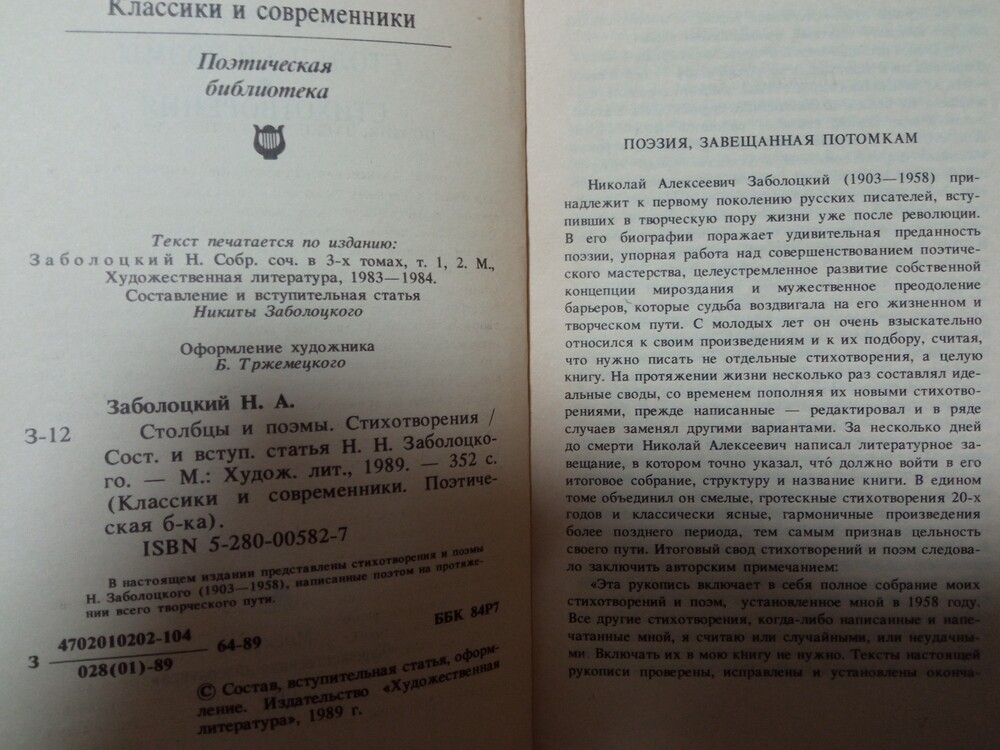 Классики и современники
Поэтическая
библиотека
Текст печатается по изданию:
Заболоцкий Н. Собр. соч. в 3-х томах, т. 1, 2. М.,
Художественная литература, 1983—1984.
Составление и вступительная статья
Никиты Заболоцкого
Оформление художника
Б. Тржемецкого
Заболоцкий Н. А.
З-12
Столбцы и поэмы. Стихотворения /
Сост. и вступ. статья Н. Н. Заболоцко-
го. — М.: Худож. лит., 1989. — 352 с.
(Классики и современники. Поэтиче-
ская б-ка).
ISBN 5-280-00582-7
В настоящем издании представлены стихотворения и поэмы
Н. Заболоцкого (1903—1958), написанные поэтом на протяже-
нии всего творческого пути.
З 4702010202-104
028(01)-89
64-89
ББК 84Р7
© Состав, вступительная статья, оформ-
ление. Издательство «Художественная
литература», 1989 г.
ПОЭЗИЯ, ЗАВЕЩАННАЯ ПОТОМКАМ
Николай Алексеевич Заболоцкий (1903—1958) при-
надлежит к первому поколению русских писателей, всту-
пивших в творческую пору жизни уже после революции.
В его биографии поражает удивительная преданность
поэзии, упорная работа над совершенствованием поэтиче-
ского мастерства, целеустремленное развитие собственной
концепции мироздания и мужественное преодоление
барьеров, которые судьба воздвигала на его жизненном и
творческом пути. С молодых лет он очень взыскательно
относился к своим произведениям и к их подбору, считая,
что нужно писать не отдельные стихотворения, а целую
книгу. На протяжении жизни несколько раз составлял иде-
альные своды, со временем пополняя их новыми стихотво-
рениями, прежде написанные — редактировал и в ряде
случаев заменял другими вариантами. За несколько дней
до смерти Николай Алексеевич написал литературное за-
вещание, в котором точно указал, что́ должно войти в его
итоговое собрание, структуру и название книги. В едином
томе объединил он смелые, гротескные стихотворения 20-х
годов и классически ясные, гармоничные произведения
более позднего периода, тем самым признав цельность
своего пути. Итоговый свод стихотворений и поэм следова-
ло заключить авторским примечанием:
«Эта рукопись включает в себя полное собрание моих
стихотворений и поэм, установленное мной в 1958 году.
Все другие стихотворения, когда-либо написанные и напе-
чатанные мной, я считаю или случайными, или неудачны-
ми. Включать их в мою книгу не нужно. Тексты настоящей
рукописи проверены, исправлены и установлены оконча-